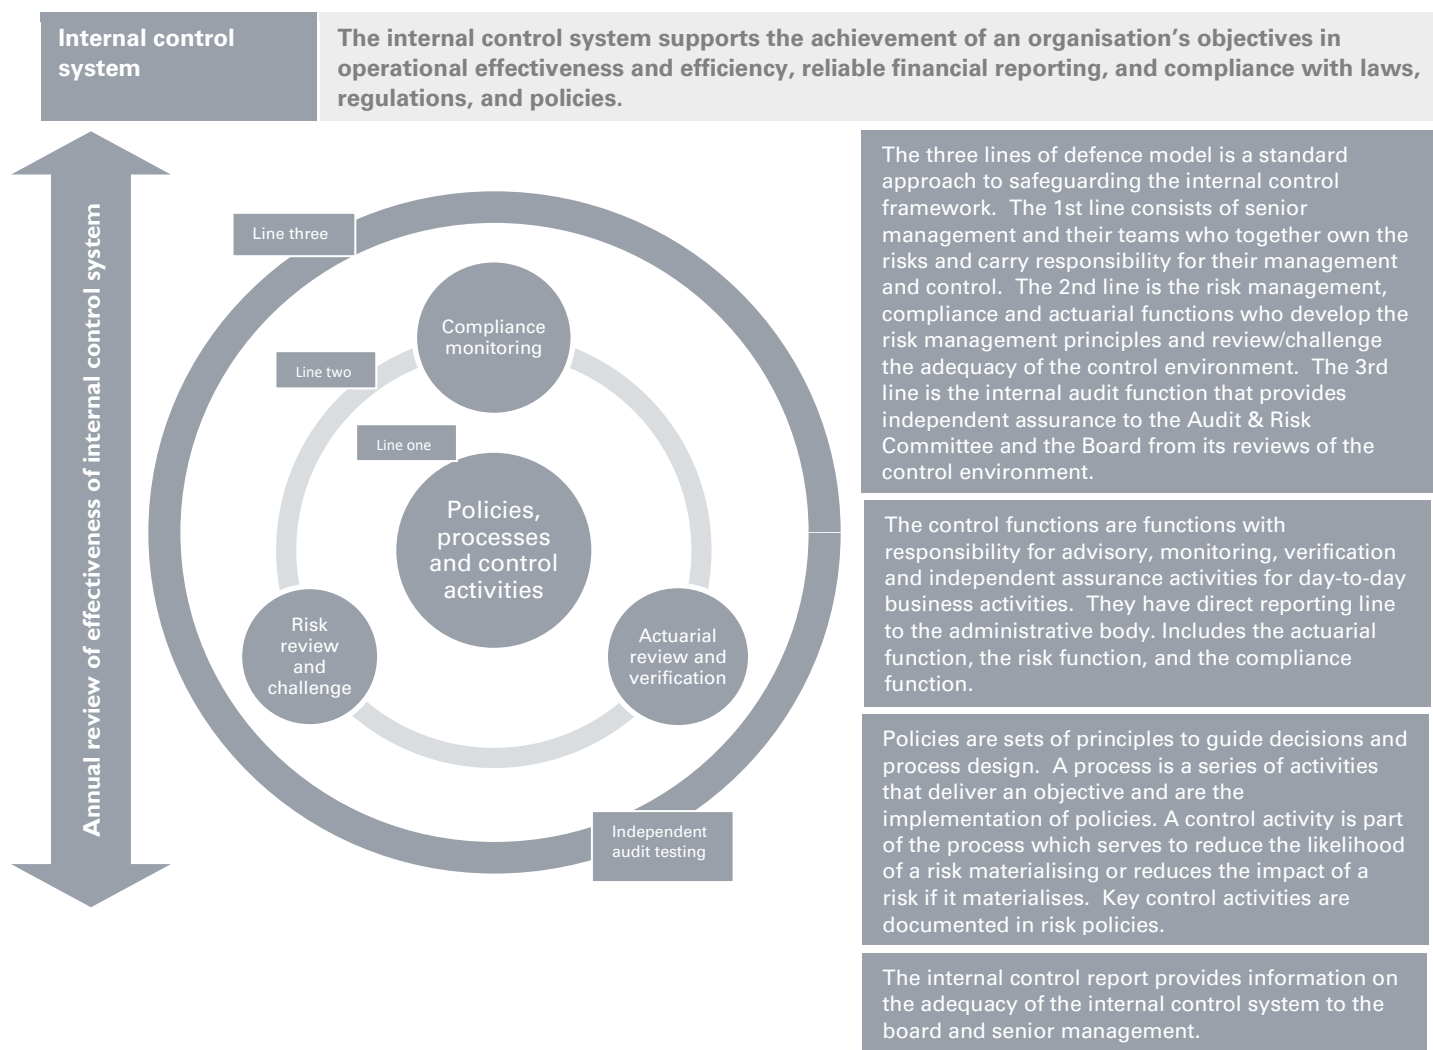 Internal control
system
The internal control system supports the achievement of an organisation’s objectives in
operational effectiveness and efficiency, reliable financial reporting, and compliance with laws,
regulations, and policies.
Annual review of effectiveness of internal control system
Line three
Compliance
monitoring
Line two
Line one
Policies,
processes
and control
activities
Risk
review
and
challenge
Actuarial
review and
verification
Independent
audit testing
The three lines of defence model is a standard
approach to safeguarding the internal control
framework.  The 1st line consists of senior
management and their teams who together own the
risks and carry responsibility for their management
and control.  The 2nd line is the risk management,
compliance and actuarial functions who develop the
risk management principles and review/challenge
the adequacy of the control environment.  The 3rd
line is the internal audit function that provides
independent assurance to the Audit & Risk
Committee and the Board from its reviews of the
control environment.
The control functions are functions with
responsibility for advisory, monitoring, verification
and independent assurance activities for day-to-day
business activities.  They have direct reporting line
to the administrative body. Includes the actuarial
function, the risk function, and the compliance
function.
Policies are sets of principles to guide decisions and
process design.  A process is a series of activities
that deliver an objective and are the
implementation of policies. A control activity is part
of the process which serves to reduce the likelihood
of a risk materialising or reduces the impact of a
risk if it materialises.  Key control activities are
documented in risk policies.
The internal control report provides information on
the adequacy of the internal control system to the
board and senior management.